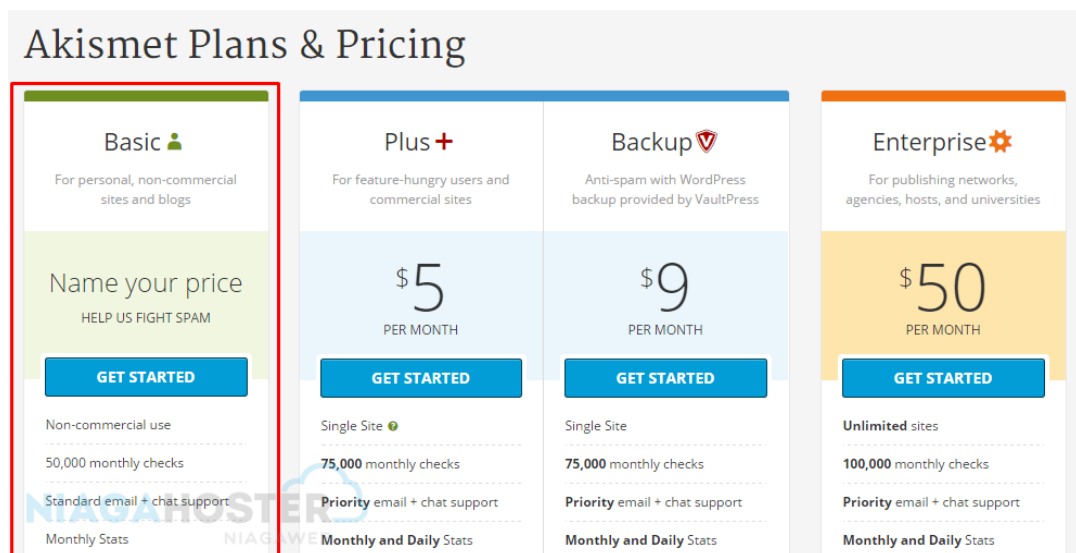 Akismet Plans & Pricing
Basic
For personal, non-commercial
sites and blogs
Name your price
HELP US FIGHT SPAM
GET STARTED
Non-commercial use
50,000 monthly checks
Standard email + chat support
Monthly Stats
Plus
For feature-hungry users and
commercial sites
$5
PER MONTH
GET STARTED
Single Site
75,000 monthly checks
Priority email + chat support
Monthly and Daily Stats
Backup
Anti-spam with WordPress
backup provided by VaultPress
$9
PER MONTH
GET STARTED
Single Site
75,000 monthly checks
Priority email + chat support
Monthly and Daily Stats
Enterprise
For publishing networks,
agencies, hosts, and universities
$50
PER MONTH
GET STARTED
Unlimited sites
100,000 monthly checks
Priority email + chat support
Monthly and Daily Stats
NIAGAHOSTER